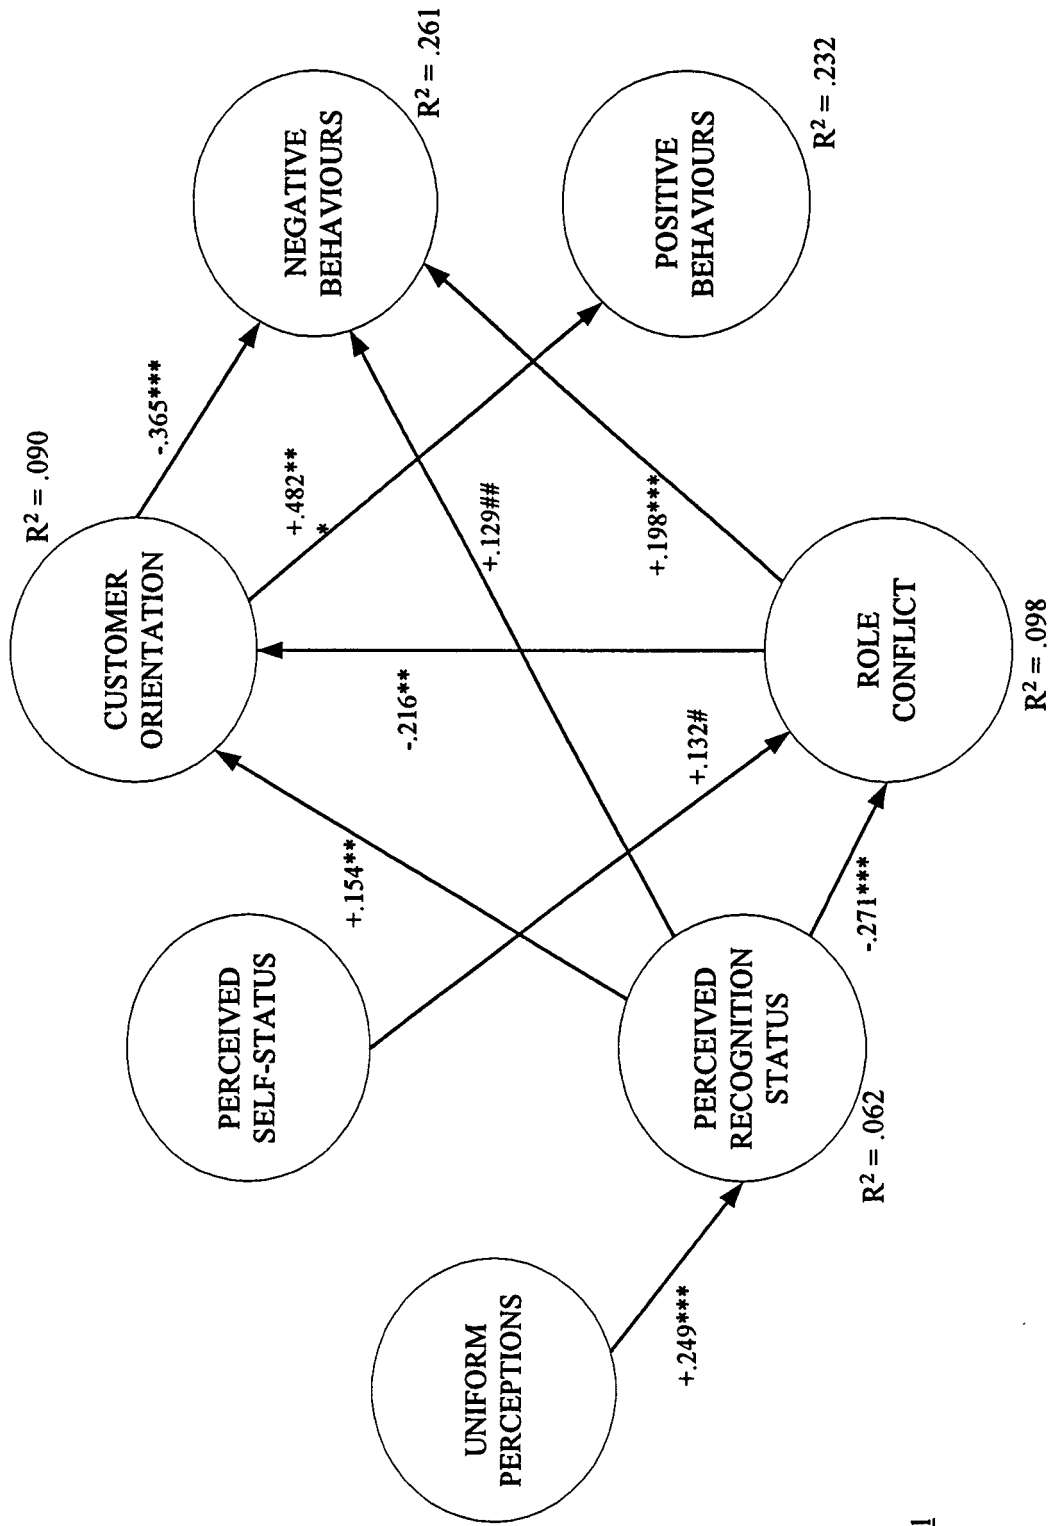 R² = .090
CUSTOMER
ORIENTATION
-.365***
NEGATIVE
BEHAVIOURS
R² = .261
PERCEIVED
SELF-STATUS
+.154**
+.482**
*
-.216**
+.129##
UNIFORM
PERCEPTIONS
+.249***
PERCEIVED
RECOGNITION
STATUS
R² = .062
+.132#
+.198***
POSITIVE
BEHAVIOURS
R² = .232
-.271***
ROLE
CONFLICT
R² = .098
1